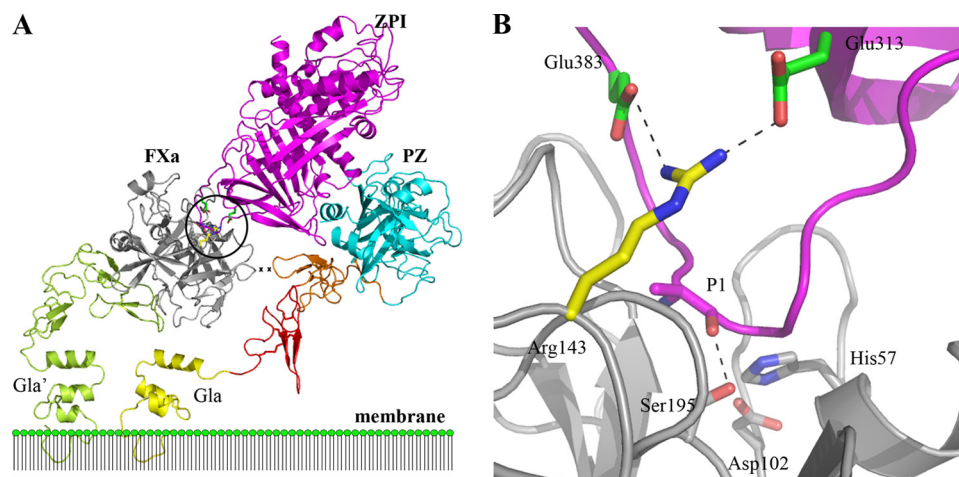 A
ZPI
FXa
PZ
Gla'
Gla
membrane
B
Glu383
Glu313
P1
Arg143
His57
Ser195
Asp102